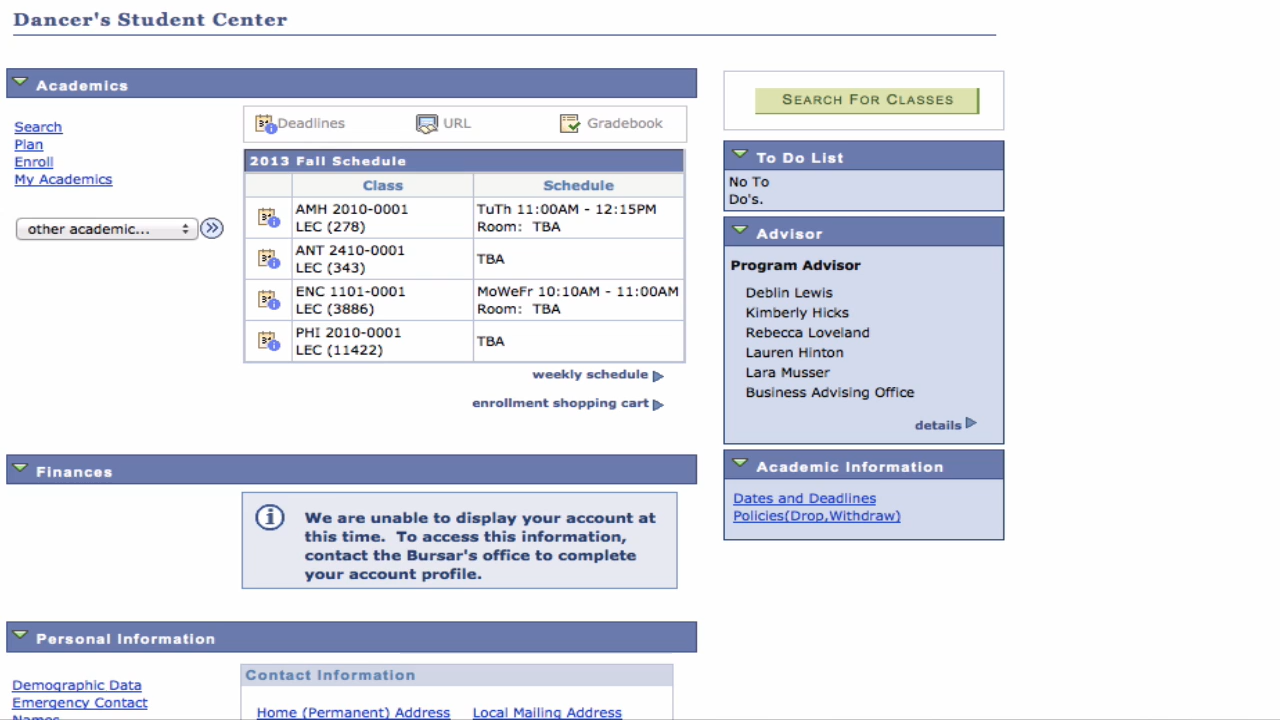 Dancer's Student Center
Academics
Search
Plan
Enroll
My Academics
other academic...
Deadlines URL Gradebook
2013 Fall Schedule
Class Schedule
AMH 2010-0001
LEC (278)
TuTh 11:00AM - 12:15PM
Room: TBA
ANT 2410-0001
LEC (343)
TBA
ENC 1101-0001
LEC (3886)
MoWeFr 10:10AM - 11:00AM
Room: TBA
PHI 2010-0001
LEC (11422)
TBA
weekly schedule
enrollment shopping cart
Search For Classes
To Do List
No To
Do's.
Advisor
Program Advisor
Deblin Lewis
Kimberly Hicks
Rebecca Loveland
Lauren Hinton
Lara Musser
Business Advising Office
details
Academic Information
Dates and Deadlines
Policies(Drop,Withdraw)
Finances
We are unable to display your account at
this time. To access this information,
contact the Bursar's office to complete
your account profile.
Personal Information
Demographic Data
Emergency Contact
Names
Contact Information
Home (Permanent) Address Local Mailing Address